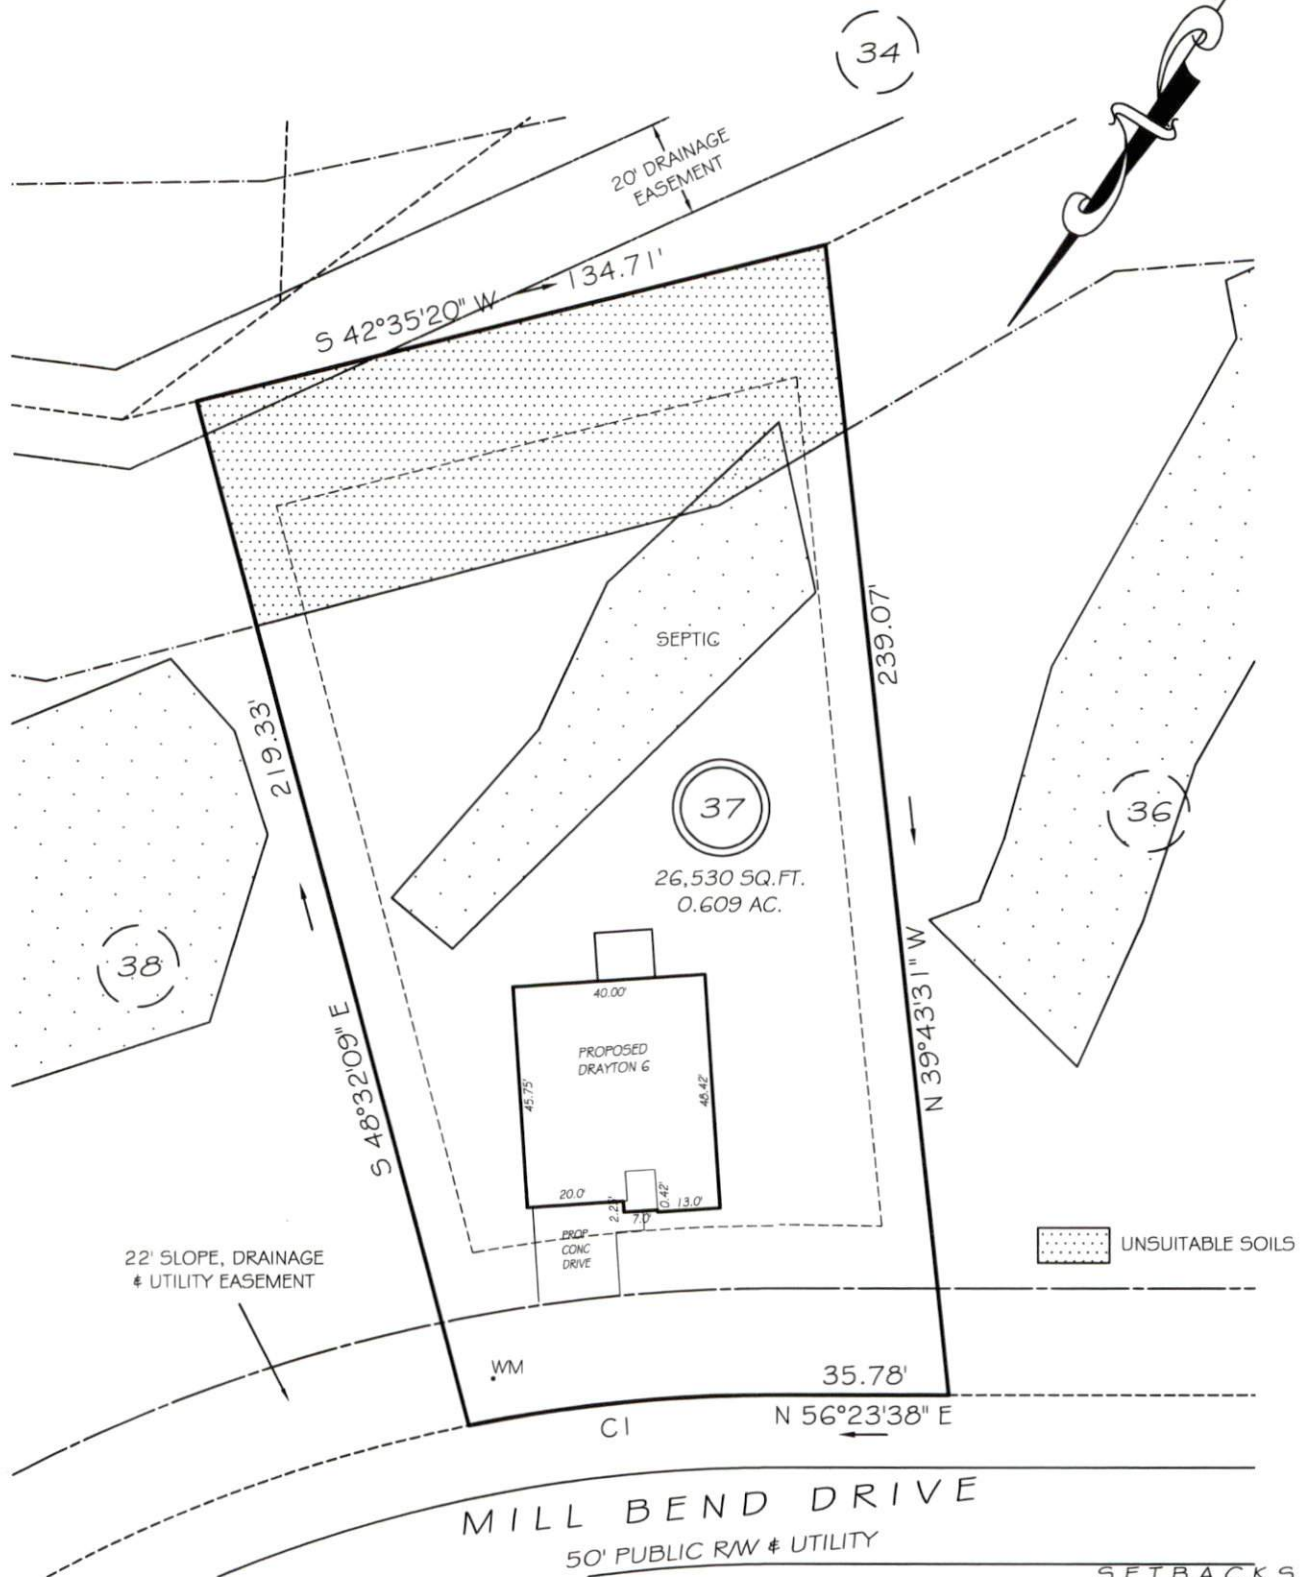 34
20' DRAINAGE
EASEMENT
S 42°35'20" W
134.71'
SEPTIC
239.07'
219.33'
37
26,530 SQ.FT.
0.609 AC.
36
38
N 39°43'31" W
S 48°32'09" E
40.00'
PROPOSED
DRAYTON 6
45.75'
48.42'
20.0'
0.42'
13.0'
7.0'
PROP
CONC
DRIVE
22' SLOPE, DRAINAGE
& UTILITY EASEMENT
UNSUITABLE SOILS
WM
35.78'
C1
N 56°23'38" E
MILL BEND DRIVE
50' PUBLIC R/W & UTILITY
SETBACKS